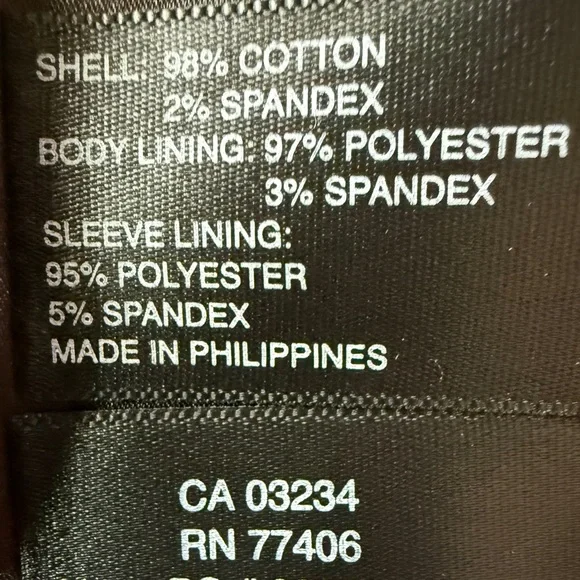 SHELL: 98% COTTON
2% SPANDEX
BODY LINING: 97% POLYESTER
3% SPANDEX
SLEEVE LINING:
95% POLYESTER
5% SPANDEX
MADE IN PHILIPPINES
CA 03234
RN 77406